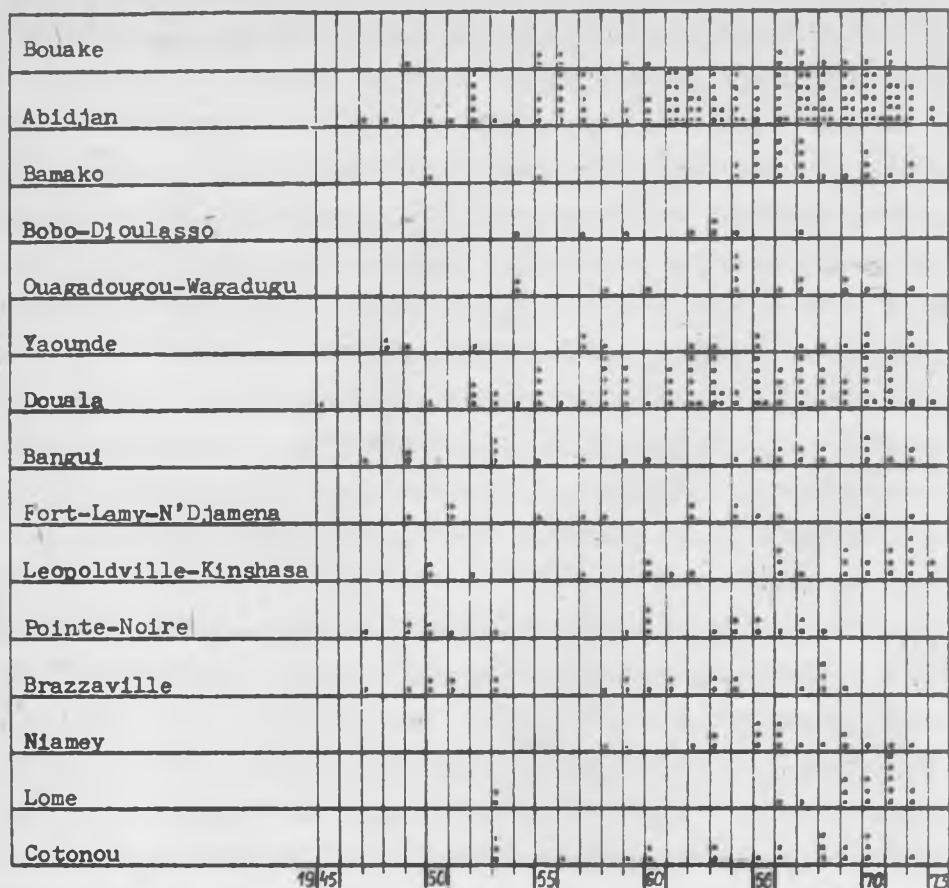 Bouake
Abidjan
Bamako
Bobo-Dioulasso
Ouagadougou-Wagadugu
Yaounde
Douala
Bangui
Fort-Lamy-N'Djamena
Leopoldville-Kinshasa
Pointe-Noire
Brazzaville
Niamey
Lome
Cotonou
1945 50 55 60 65 70 73